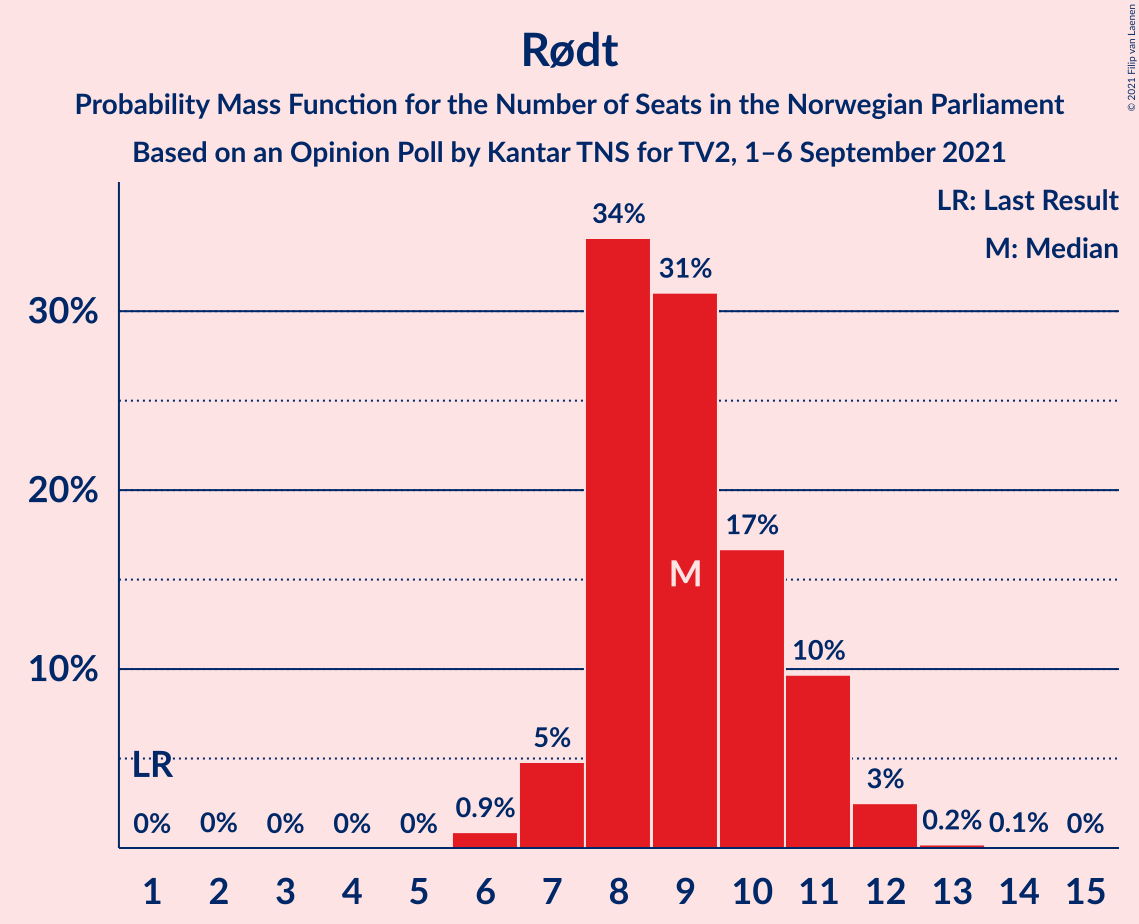 Rødt
Probability Mass Function for the Number of Seats in the Norwegian Parliament
Based on an Opinion Poll by Kantar TNS for TV2, 1–6 September 2021
© 2021 Filip van Laenen
LR: Last Result
M: Median
34%
31%
30%
20%
17%
M
10%
10%
5%
LR
3%
0.9%
0% 0% 0% 0% 0% 0.2% 0.1% 0%
1 2 3 4 5 6 7 8 9 10 11 12 13 14 15